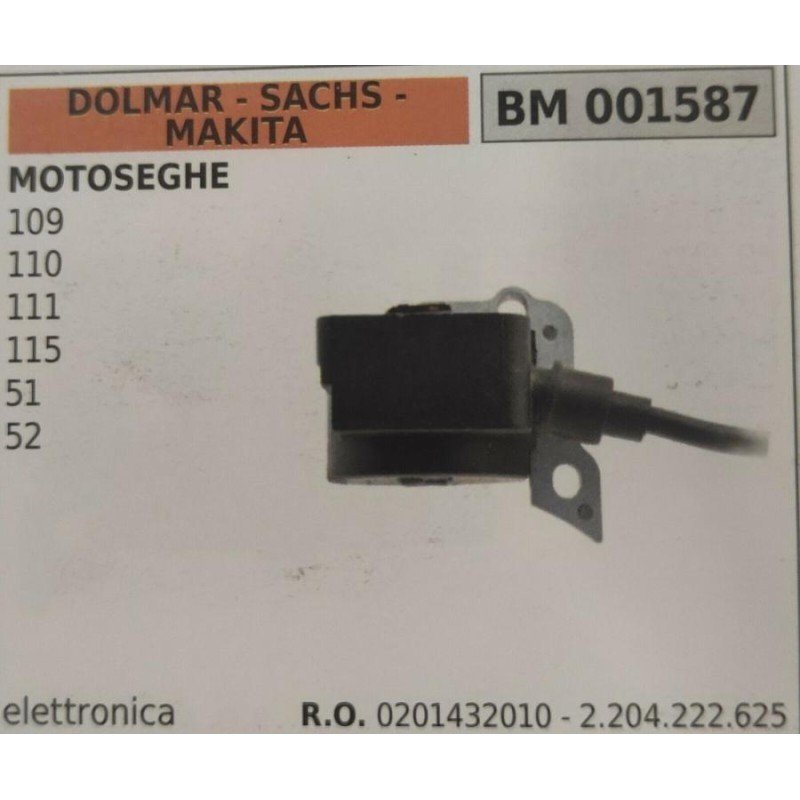 DOLMAR - SACHS -
MAKITA
BM 001587
MOTOSEGHE
109
110
111
115
51
52
elettronica
R.O. 0201432010 - 2.204.222.625